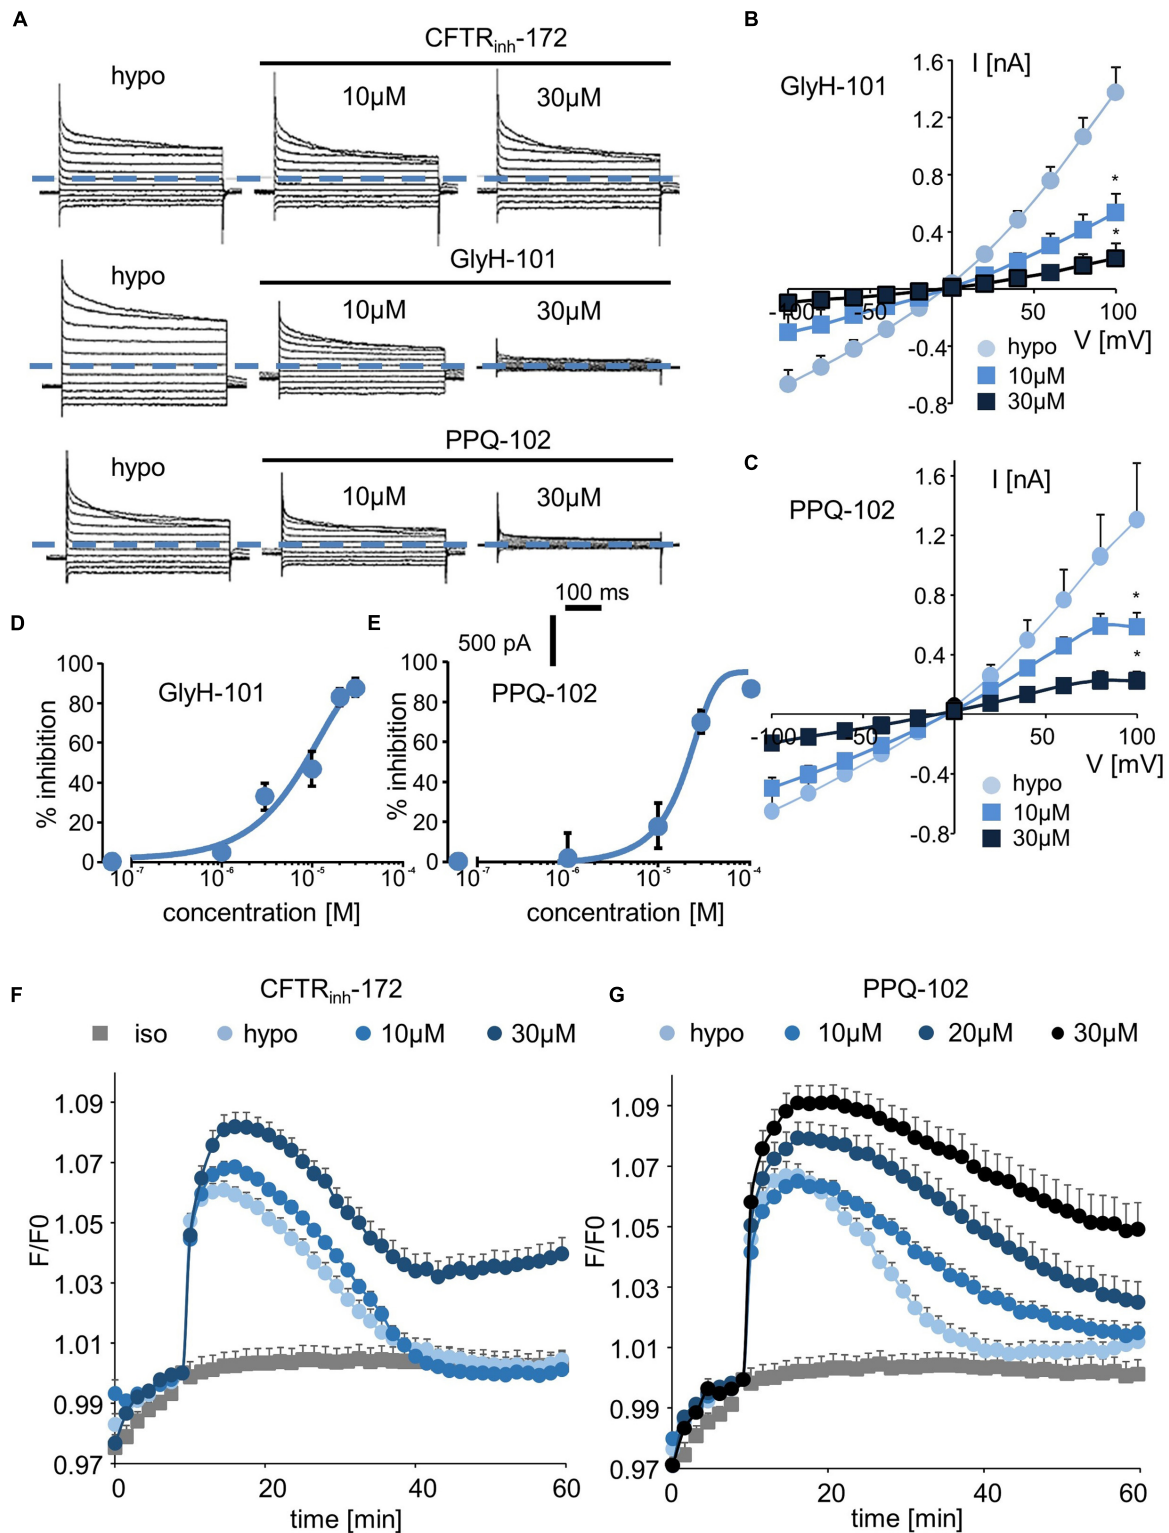 A
CFTRinh-172
hypo
10µM
30µM
GlyH-101
hypo
10µM
30µM
PPQ-102
hypo
10µM
30µM
100 ms
500 pA
B
GlyH-101
I [nA]
1.6
1.2
0.8
0.4
-0.4
-0.8
-100
-50
50
100
V [mV]
*
*
hypo
10µM
30µM
C
PPQ-102
I [nA]
1.6
1.2
0.8
0.4
-0.4
-0.8
-100
-50
50
100
V [mV]
*
*
hypo
10µM
30µM
D
GlyH-101
% inhibition
100
80
60
40
20
0
10-7
10-6
10-5
10-4
concentration [M]
E
PPQ-102
% inhibition
100
80
60
40
20
0
10-7
10-6
10-5
10-4
concentration [M]
F
CFTRinh-172
iso
hypo
10µM
30µM
F/F0
1.09
1.07
1.05
1.03
1.01
0.99
0.97
0
20
40
60
time [min]
G
PPQ-102
hypo
10µM
20µM
30µM
F/F0
1.09
1.07
1.05
1.03
1.01
0.99
0.97
0
20
40
60
time [min]